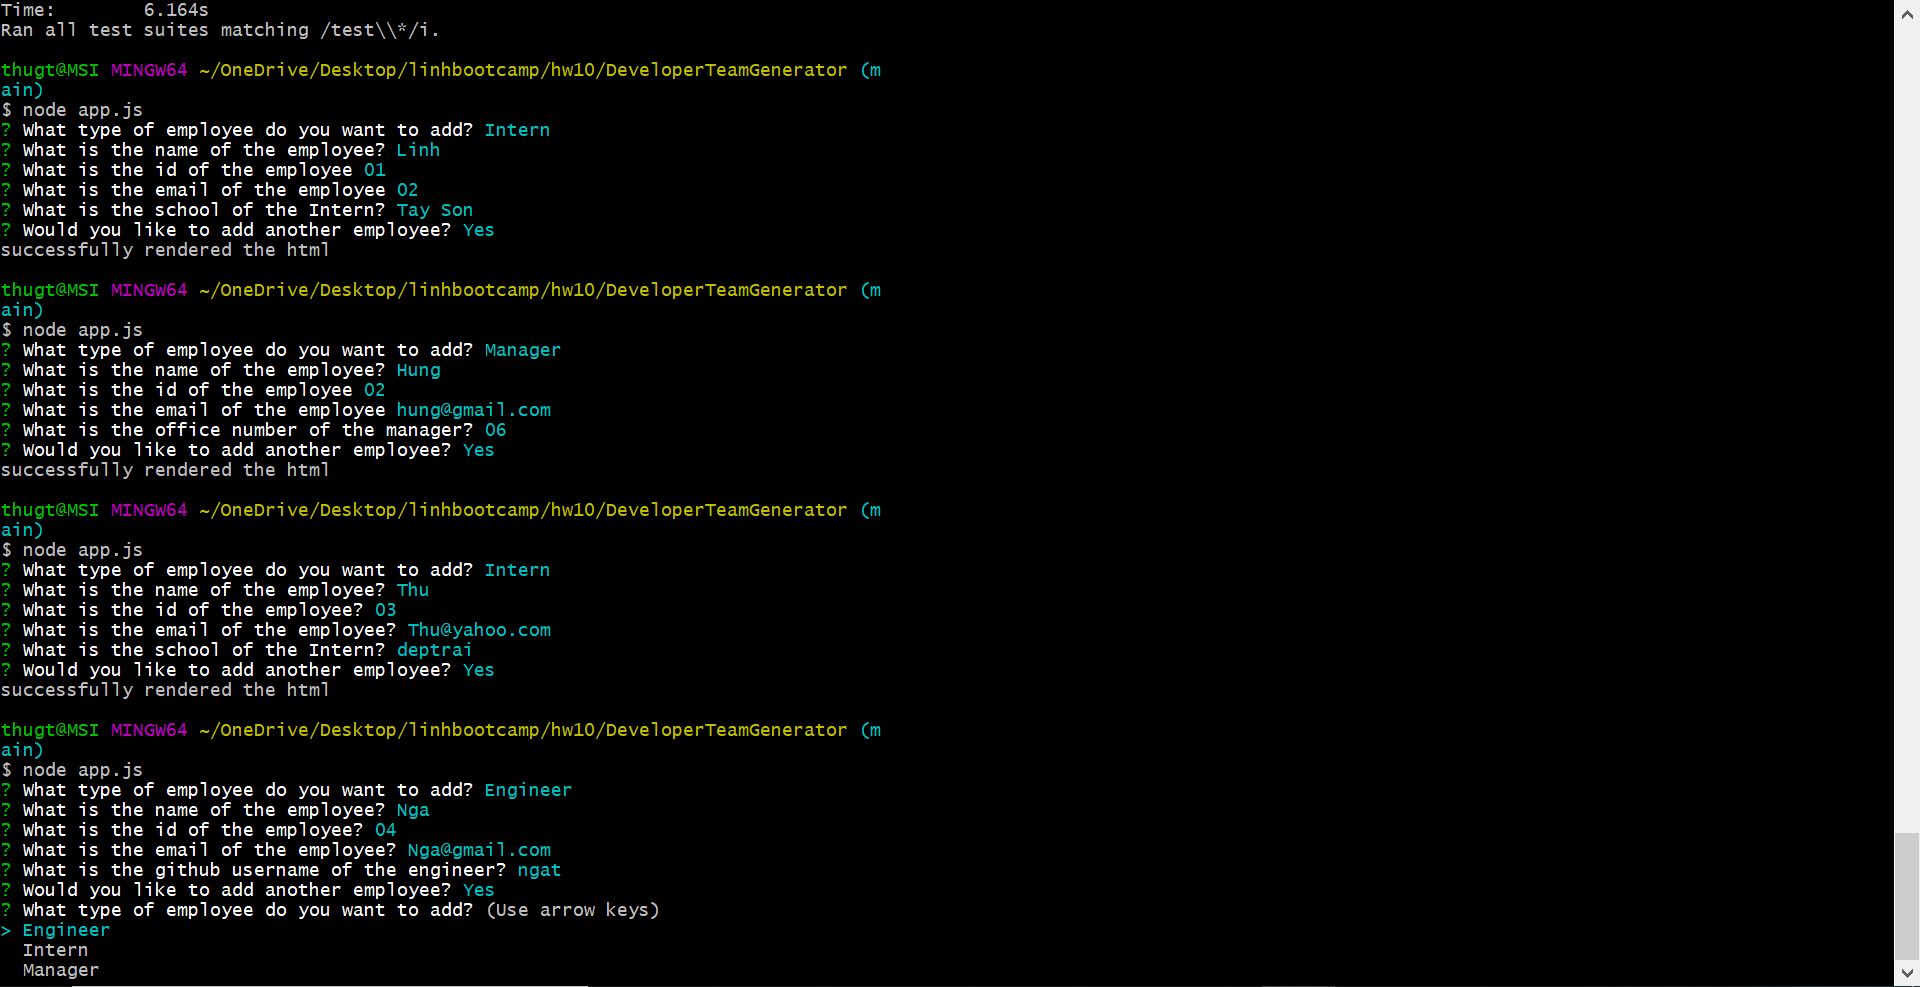 Time:        6.164s
Ran all test suites matching /test\\*/i.
thugt@MSI MINGW64 ~/OneDrive/Desktop/linhbootcamp/hw10/DeveloperTeamGenerator (m
ain)
$ node app.js
? What type of employee do you want to add? Intern
? What is the name of the employee? Linh
? What is the id of the employee 01
? What is the email of the employee 02
? What is the school of the Intern? Tay Son
? Would you like to add another employee? Yes
successfully rendered the html
thugt@MSI MINGW64 ~/OneDrive/Desktop/linhbootcamp/hw10/DeveloperTeamGenerator (m
ain)
$ node app.js
? What type of employee do you want to add? Manager
? What is the name of the employee? Hung
? What is the id of the employee 02
? What is the email of the employee hung@gmail.com
? What is the office number of the manager? 06
? Would you like to add another employee? Yes
successfully rendered the html
thugt@MSI MINGW64 ~/OneDrive/Desktop/linhbootcamp/hw10/DeveloperTeamGenerator (m
ain)
$ node app.js
? What type of employee do you want to add? Intern
? What is the name of the employee? Thu
? What is the id of the employee? 03
? What is the email of the employee? Thu@yahoo.com
? What is the school of the Intern? deptrai
? Would you like to add another employee? Yes
successfully rendered the html
thugt@MSI MINGW64 ~/OneDrive/Desktop/linhbootcamp/hw10/DeveloperTeamGenerator (m
ain)
$ node app.js
? What type of employee do you want to add? Engineer
? What is the name of the employee? Nga
? What is the id of the employee? 04
? What is the email of the employee? Nga@gmail.com
? What is the github username of the engineer? ngat
? Would you like to add another employee? Yes
? What type of employee do you want to add? (Use arrow keys)
> Engineer
  Intern
  Manager